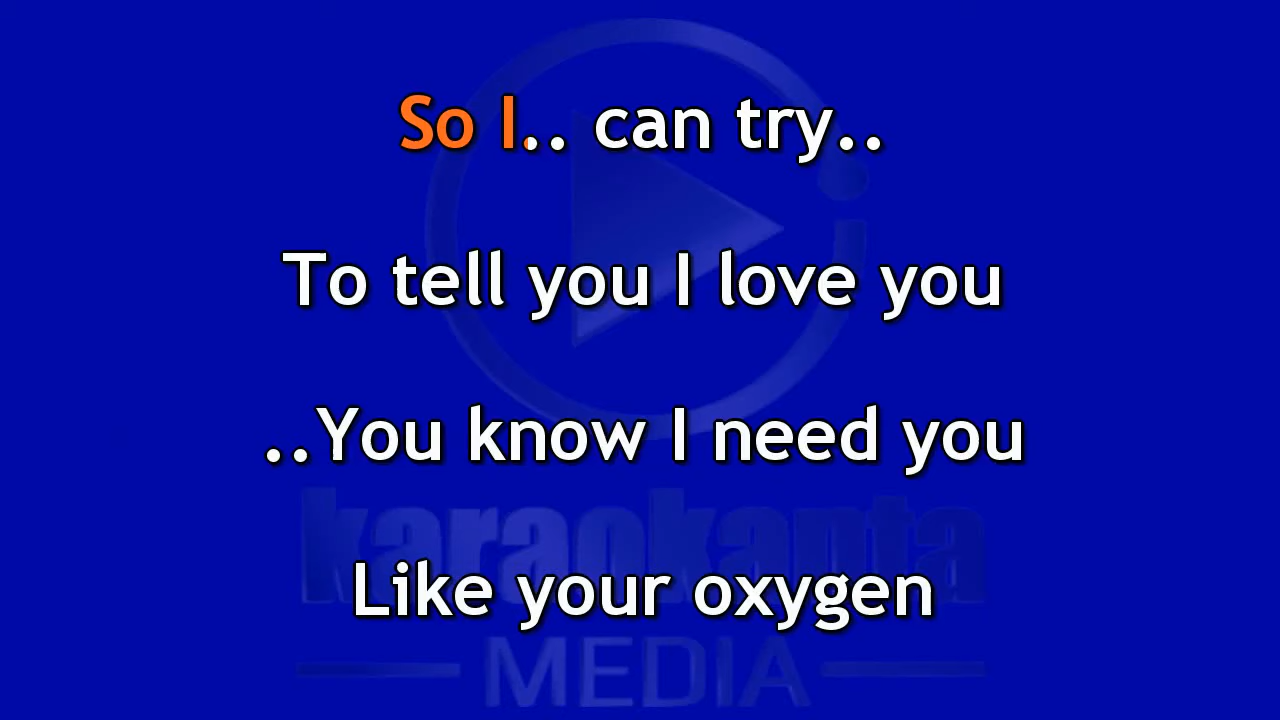 So I.. can try..
To tell you I love you
..You know I need you
Like your oxygen
karaokanta
MEDIA